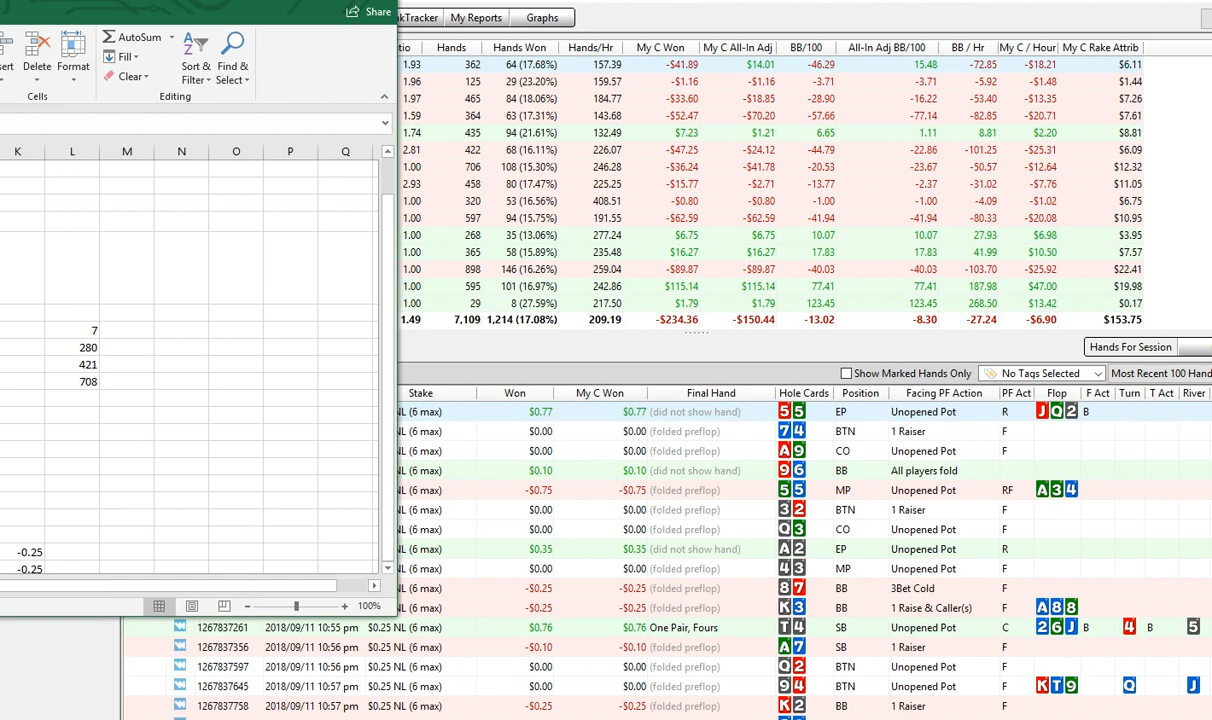 Share
nkTracker My Reports Graphs
AutoSum
Fill
Clear
Delete Format
Sort & Filter
Find & Select
Cells Editing
K L M N O P Q
7
280
421
708
-0.25
-0.25
100%
Hands Hands Won Hands/Hr My C Won My C All-In Adj BB/100 All-In Adj BB/100 BB / Hr My C / Hour My C Rake Attrib
1.93 362 64 (17.68%) 157.39 -$41.89 $14.01 -46.29 15.48 -72.85 -$18.21 $6.11
1.96 125 29 (23.20%) 159.57 -$1.16 -$1.16 -3.71 -3.71 -5.92 -$1.48 $1.44
1.97 465 84 (18.06%) 184.77 -$33.60 -$18.85 -28.90 -16.22 -53.40 -$13.35 $7.26
1.59 364 63 (17.31%) 143.68 -$52.47 -$70.20 -57.66 -77.14 -82.85 -$20.71 $7.61
1.74 435 94 (21.61%) 132.49 $7.23 $1.21 6.65 1.11 8.81 $2.20 $8.81
2.81 422 68 (16.11%) 226.07 -$47.25 -$24.12 -44.79 -22.86 -101.25 -$25.31 $6.09
1.00 706 108 (15.30%) 246.28 -$36.24 -$41.78 -20.53 -23.67 -50.57 -$12.64 $12.32
2.93 458 80 (17.47%) 225.25 -$15.77 -$2.71 -13.77 -2.37 -31.02 -$7.76 $11.05
1.00 320 53 (16.56%) 408.51 -$0.80 -$0.80 -1.00 -1.00 -4.09 -$1.02 $6.75
1.00 597 94 (15.75%) 191.55 -$62.59 -$62.59 -41.94 -41.94 -80.33 -$20.08 $10.95
1.00 268 35 (13.06%) 277.24 $6.75 $6.75 10.07 10.07 27.93 $6.98 $3.95
1.00 365 58 (15.89%) 235.48 $16.27 $16.27 17.83 17.83 41.99 $10.50 $7.57
1.00 898 146 (16.26%) 259.04 -$89.87 -$89.87 -40.03 -40.03 -103.70 -$25.92 $22.41
1.00 595 101 (16.97%) 242.86 $115.14 $115.14 77.41 77.41 187.98 $47.00 $19.98
1.00 29 8 (27.59%) 217.50 $1.79 $1.79 123.45 123.45 268.50 $13.42 $0.17
1.49 7,109 1,214 (17.08%) 209.19 -$234.36 -$150.44 -13.02 -8.30 -27.24 -$6.90 $153.75
Hands For Session
Show Marked Hands Only No Tags Selected Most Recent 100 Hand
Stake Won My C Won Final Hand Hole Cards Position Facing PF Action PF Act Flop F Act Turn T Act River
NL (6 max) $0.77 $0.77 (did not show hand) 5 5 EP Unopened Pot R J Q 2 B
NL (6 max) $0.00 $0.00 (folded preflop) 7 4 BTN 1 Raiser F
NL (6 max) $0.00 $0.00 (folded preflop) A 9 CO Unopened Pot F
NL (6 max) $0.10 $0.10 (did not show hand) 9 6 BB All players fold
NL (6 max) -$0.75 -$0.75 (folded preflop) 5 5 MP Unopened Pot RF A 3 4
NL (6 max) $0.00 $0.00 (folded preflop) 3 2 BTN 1 Raiser F
NL (6 max) $0.00 $0.00 (folded preflop) Q 3 CO Unopened Pot F
NL (6 max) $0.35 $0.35 (did not show hand) A 2 EP Unopened Pot R
NL (6 max) $0.00 $0.00 (folded preflop) 4 3 MP Unopened Pot F
NL (6 max) -$0.25 -$0.25 (folded preflop) 8 7 BB 3Bet Cold F
NL (6 max) -$0.25 -$0.25 (folded preflop) K 3 BB 1 Raise & Caller(s) F A 8 8
1267837261 2018/09/11 10:55 pm $0.25 NL (6 max) $0.76 $0.76 One Pair, Fours T 4 SB Unopened Pot C 2 6 J B 4 B 5
1267837356 2018/09/11 10:56 pm $0.25 NL (6 max) -$0.10 -$0.10 (folded preflop) A 7 SB 1 Raiser F
1267837597 2018/09/11 10:57 pm $0.25 NL (6 max) $0.00 $0.00 (folded preflop) Q 2 BTN Unopened Pot F
1267837645 2018/09/11 10:57 pm $0.25 NL (6 max) $0.00 $0.00 (folded preflop) 9 4 BTN Unopened Pot F K T 9 Q J
1267837758 2018/09/11 10:58 pm $0.25 NL (6 max) -$0.25 -$0.25 (folded preflop) K 2 BB 1 Raiser F